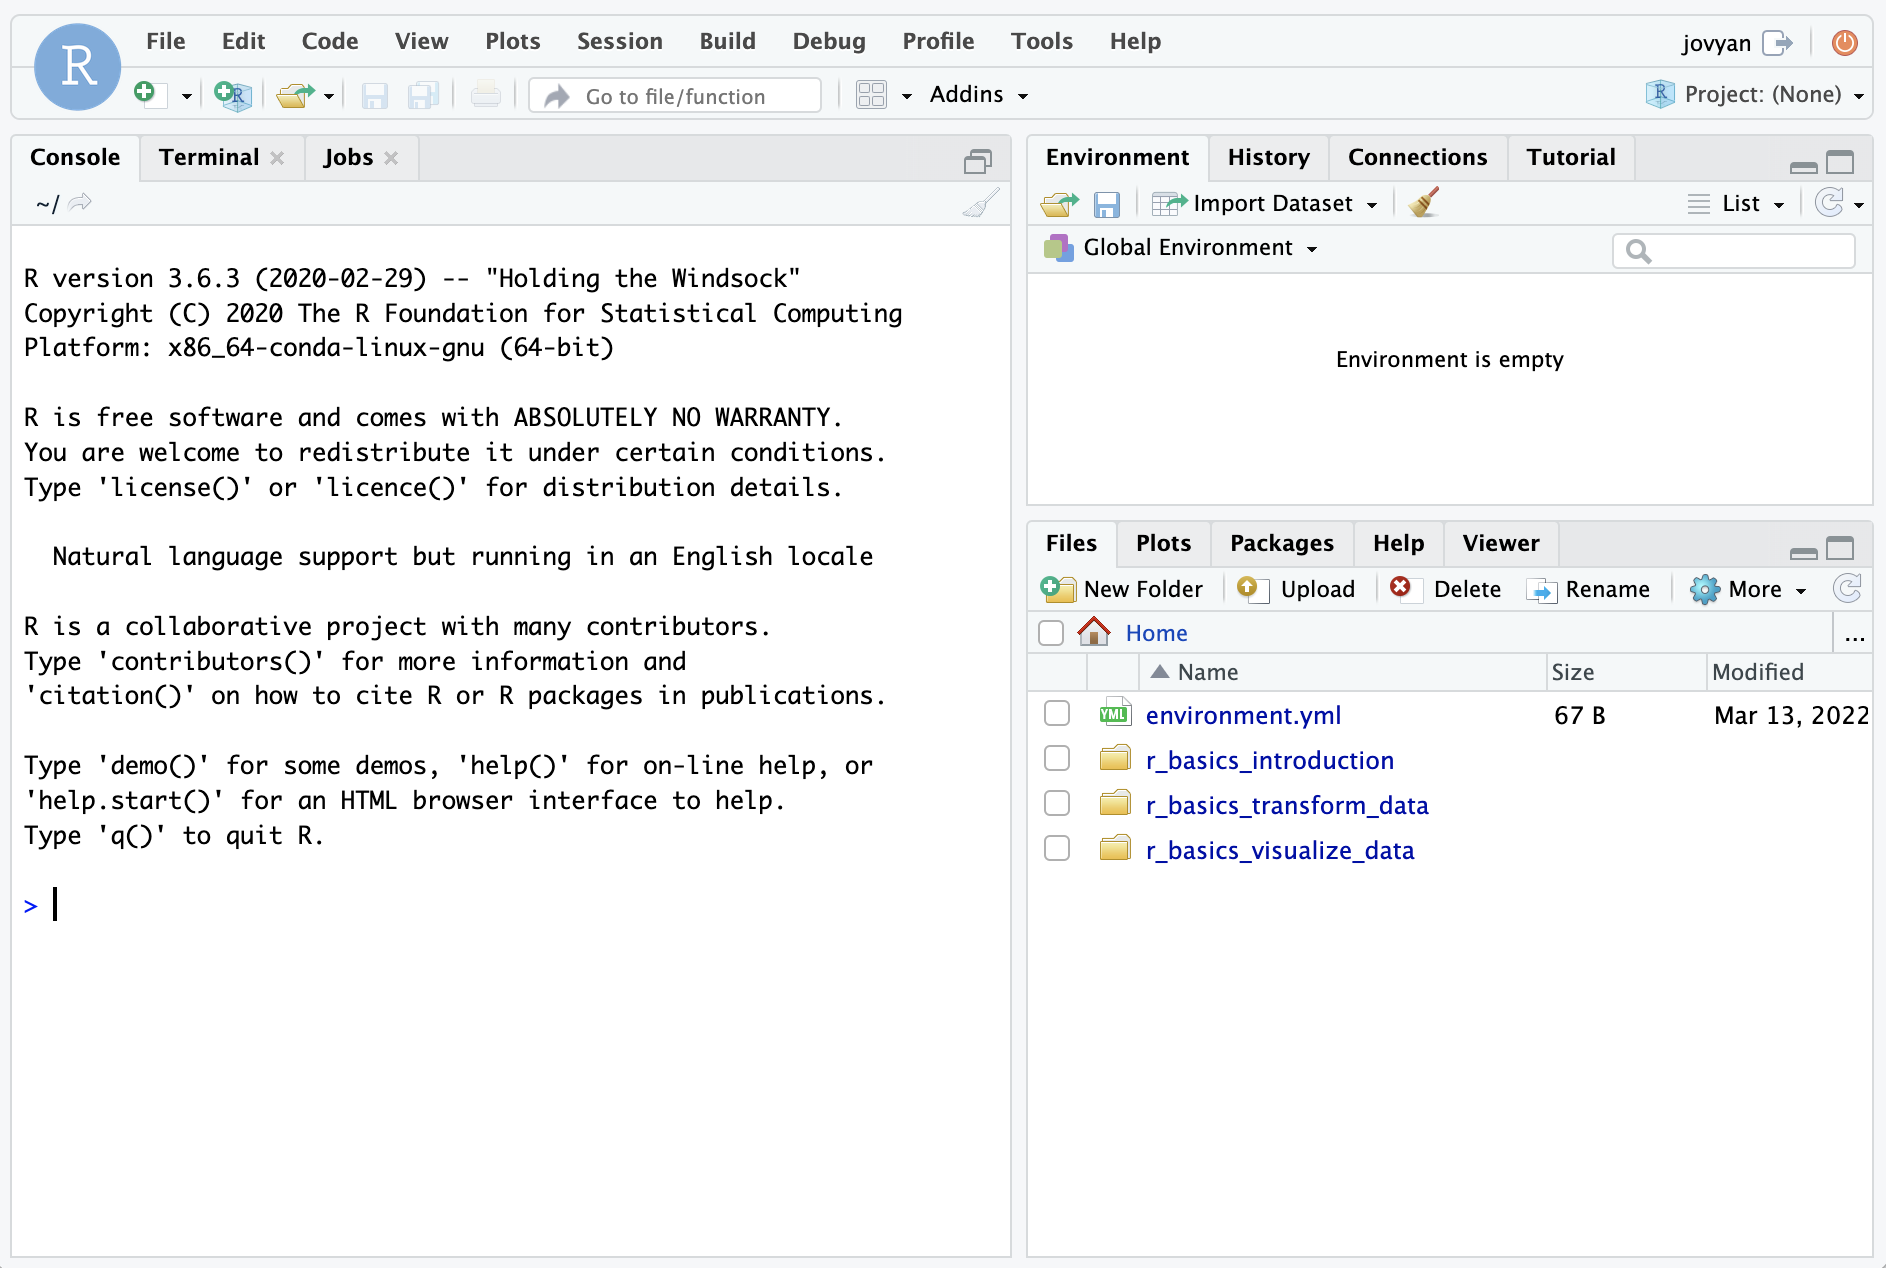 R
File Edit Code View Plots Session Build Debug Profile Tools Help
jovyan
R
Go to file/function
Addins
R
Project: (None)
Console Terminal Jobs
~/
R version 3.6.3 (2020-02-29) -- "Holding the Windsock"
Copyright (C) 2020 The R Foundation for Statistical Computing
Platform: x86_64-conda-linux-gnu (64-bit)
R is free software and comes with ABSOLUTELY NO WARRANTY.
You are welcome to redistribute it under certain conditions.
Type 'license()' or 'licence()' for distribution details.
Natural language support but running in an English locale
R is a collaborative project with many contributors.
Type 'contributors()' for more information and
'citation()' on how to cite R or R packages in publications.
Type 'demo()' for some demos, 'help()' for on-line help, or
'help.start()' for an HTML browser interface to help.
Type 'q()' to quit R.
>
Environment History Connections Tutorial
Import Dataset
List
Global Environment
Environment is empty
Files Plots Packages Help Viewer
New Folder Upload Delete Rename More
Home
...
Name Size Modified
YML environment.yml 67 B Mar 13, 2022
r_basics_introduction
r_basics_transform_data
r_basics_visualize_data